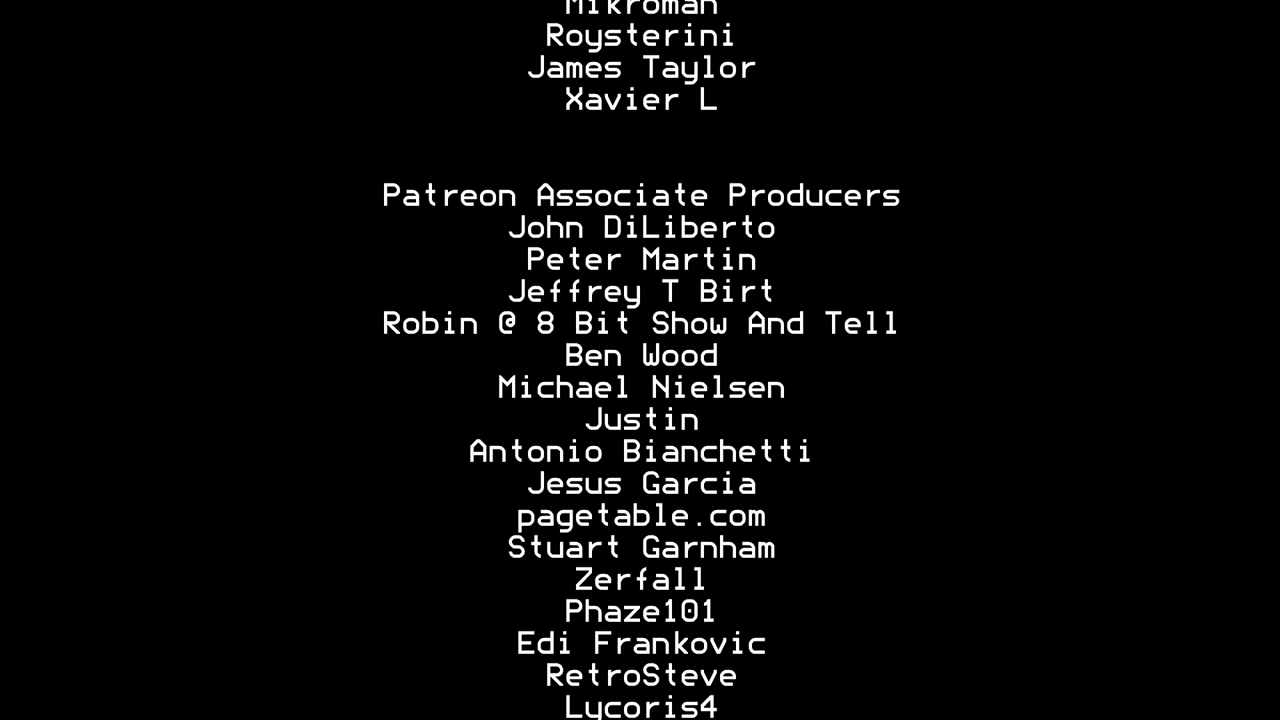 Mikroman
Roysterini
James Taylor
Xavier L
Patreon Associate Producers
John DiLiberto
Peter Martin
Jeffrey T Birt
Robin @ 8 Bit Show And Tell
Ben Wood
Michael Nielsen
Justin
Antonio Bianchetti
Jesus Garcia
pagetable.com
Stuart Garnham
Zerfall
Phaze101
Edi Frankovic
RetroSteve
Lycoris4